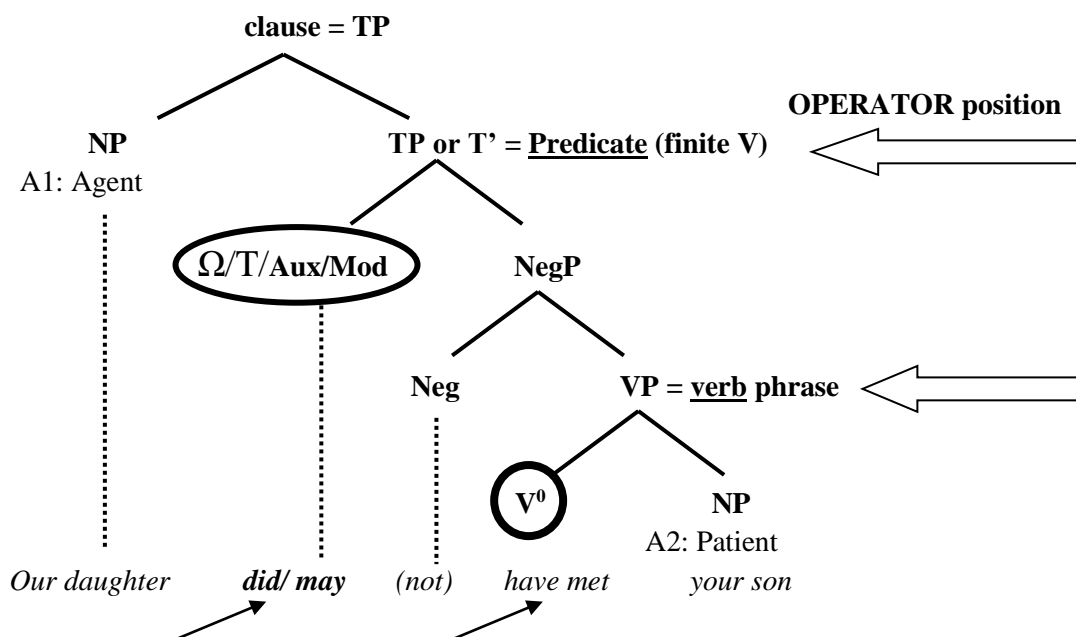 clause = TP
OPERATOR position
NP TP or T’ = Predicate (finite V)
A1: Agent
Ω/T/Aux/Mod NegP
Neg VP = verb phrase
V⁰ NP
A2: Patient
Our daughter did/ may (not) have met your son